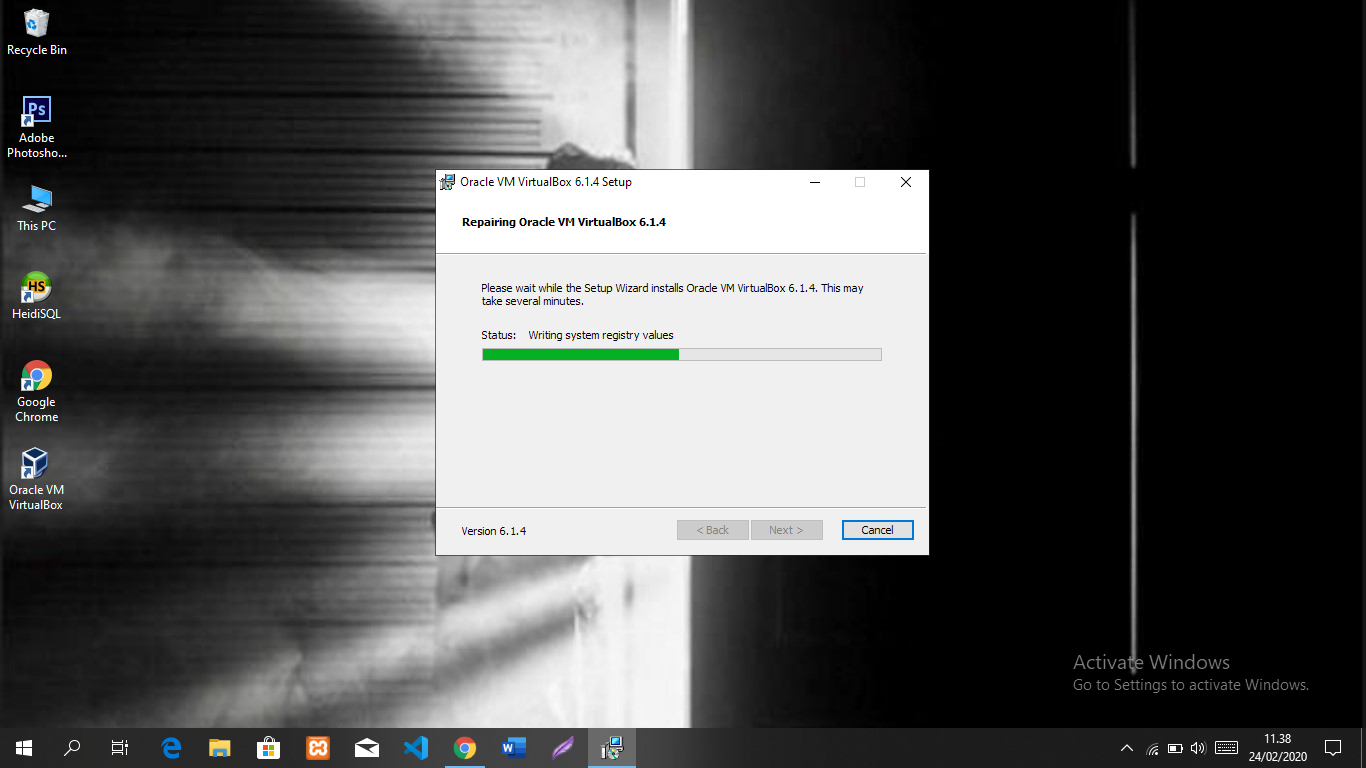 Recycle Bin
Ps
Adobe
Photosho...
This PC
HS
HeidiSQL
Google
Chrome
Oracle VM
VirtualBox
Oracle VM VirtualBox 6.1.4 Setup
Repairing Oracle VM VirtualBox 6.1.4
Please wait while the Setup Wizard installs Oracle VM VirtualBox 6.1.4. This may
take several minutes.
Status: Writing system registry values
Version 6.1.4
< Back
Next >
Cancel
Activate Windows
Go to Settings to activate Windows.
11.38
24/02/2020